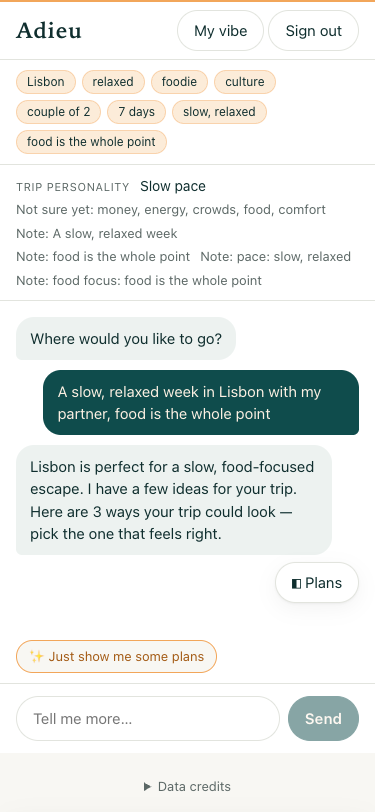 Adieu
My vibe
Sign out
Lisbon
relaxed
foodie
culture
couple of 2
7 days
slow, relaxed
food is the whole point
TRIP PERSONALITY Slow pace
Not sure yet: money, energy, crowds, food, comfort
Note: A slow, relaxed week
Note: food is the whole point Note: pace: slow, relaxed
Note: food focus: food is the whole point
Where would you like to go?
A slow, relaxed week in Lisbon with my
partner, food is the whole point
Lisbon is perfect for a slow, food-focused
escape. I have a few ideas for your trip.
Here are 3 ways your trip could look —
pick the one that feels right.
◧ Plans
✨ Just show me some plans
Tell me more...
Send
▶ Data credits